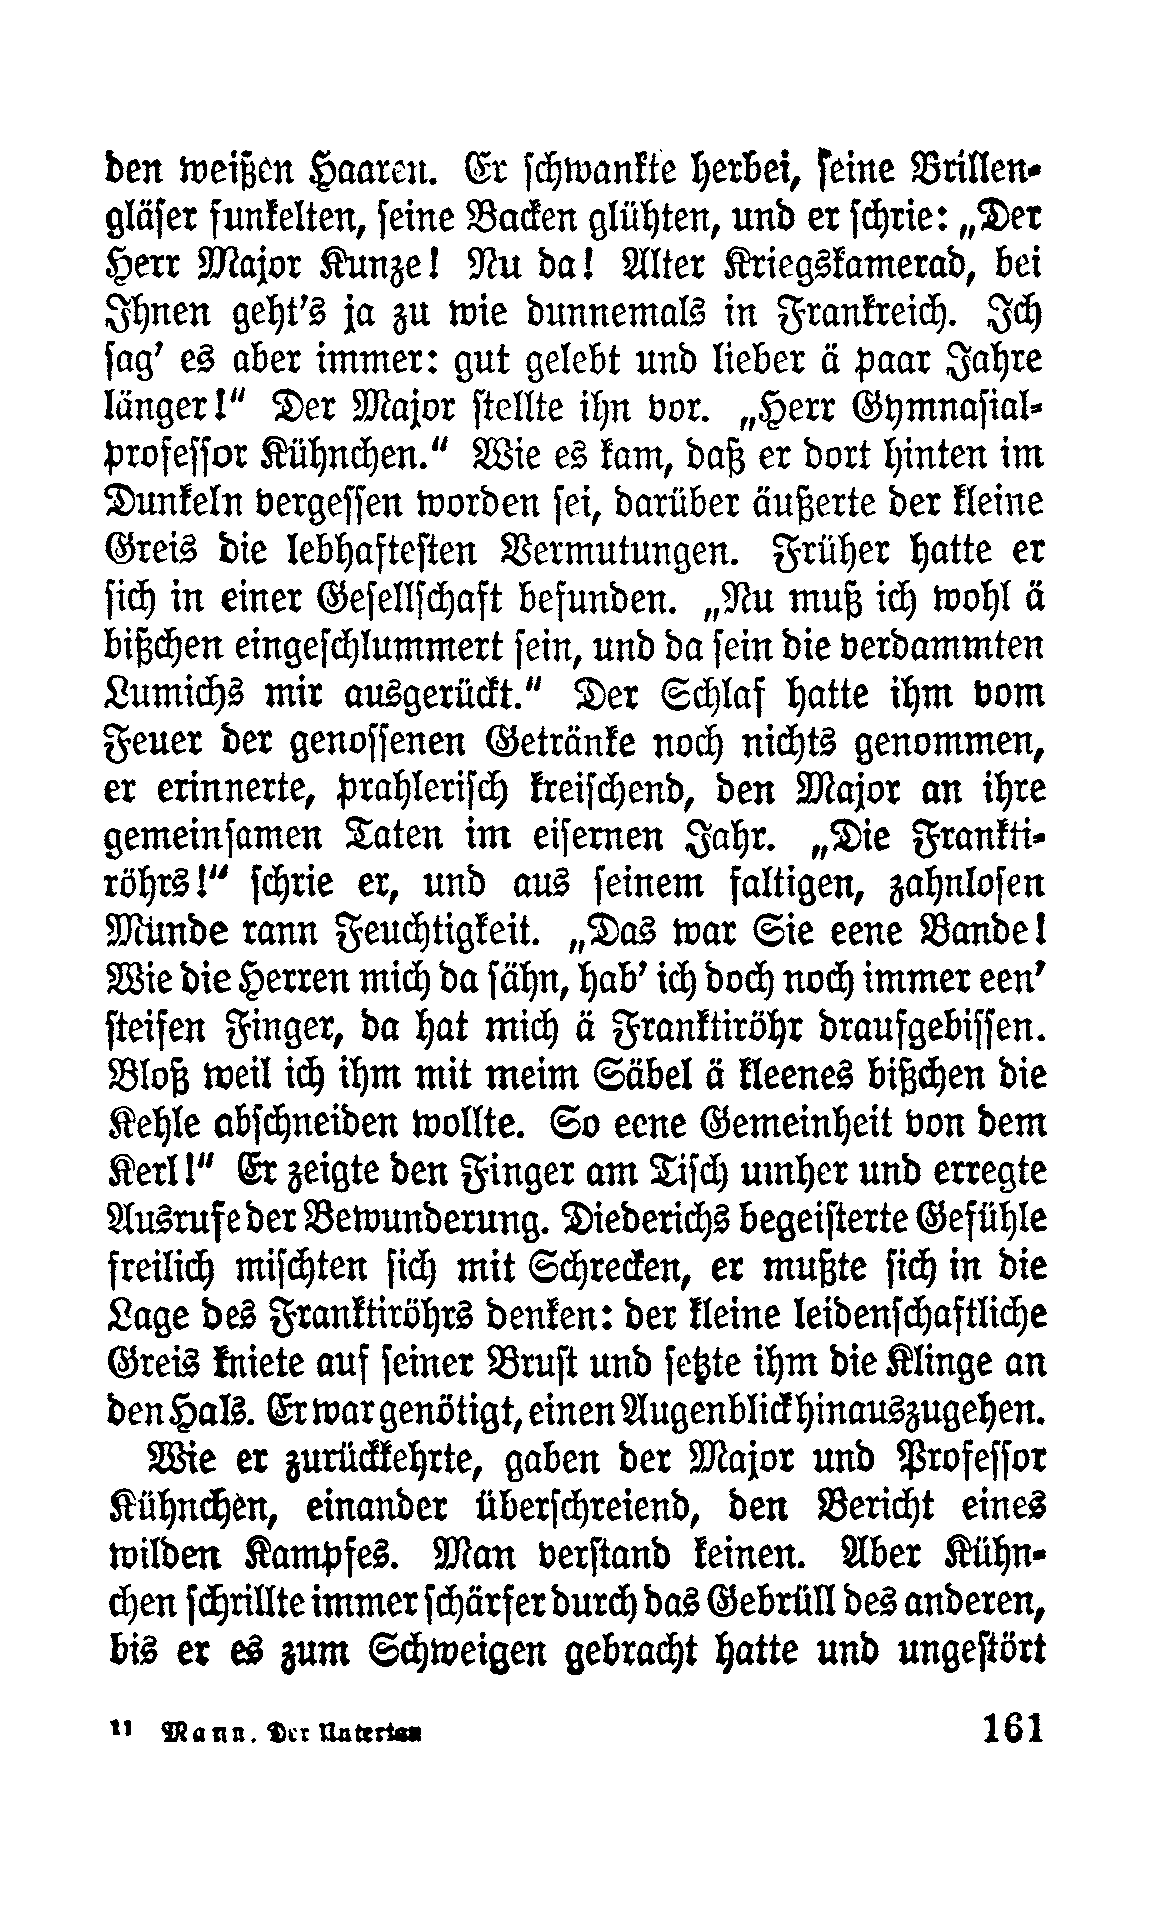 den weißen Haaren. Er schwankte herbei, seine Brillen-
gläser funkelten, seine Backen glühten, und er schrie: „Der
Herr Major Kunze! Nu da! Alter Kriegskamerad, bei
Ihnen geht's ja zu wie dunnemals in Frankreich. Ich
sag' es aber immer: gut gelebt und lieber ä paar Jahre
länger!“ Der Major stellte ihn vor. „Herr Gymnasial-
professor Kühnchen.“ Wie es kam, daß er dort hinten im
Dunkeln vergessen worden sei, darüber äußerte der kleine
Greis die lebhaftesten Vermutungen. Früher hatte er
sich in einer Gesellschaft befunden. „Nu muß ich wohl ä
bißchen eingeschlummert sein, und da sein die verdammten
Lumichs mir ausgerückt.“ Der Schlaf hatte ihm vom
Feuer der genossenen Getränke noch nichts genommen,
er erinnerte, prahlerisch kreischend, den Major an ihre
gemeinsamen Taten im eisernen Jahr. „Die Frankti-
röhrs!“ schrie er, und aus seinem faltigen, zahnlosen
Munde rann Feuchtigkeit. „Das war Sie eene Bande!
Wie die Herren mich da sähn, hab' ich doch noch immer een'
steifen Finger, da hat mich ä Franktiröhr draufgebissen.
Bloß weil ich ihm mit meim Säbel ä kleenes bißchen die
Kehle abschneiden wollte. So eene Gemeinheit von dem
Kerl!“ Er zeigte den Finger am Tisch umher und erregte
Ausrufe der Bewunderung. Diederichs begeisterte Gefühle
freilich mischten sich mit Schrecken, er mußte sich in die
Lage des Franktiröhrs denken: der kleine leidenschaftliche
Greis kniete auf seiner Brust und setzte ihm die Klinge an
den Hals. Er war genötigt, einen Augenblick hinauszugehen.
Wie er zurückkehrte, gaben der Major und Professor
Kühnchen, einander überschreiend, den Bericht eines
wilden Kampfes. Man verstand keinen. Aber Kühn-
chen schrillte immer schärfer durch das Gebrüll des anderen,
bis er es zum Schweigen gebracht hatte und ungestört
11 Mann. Der Untertan 161